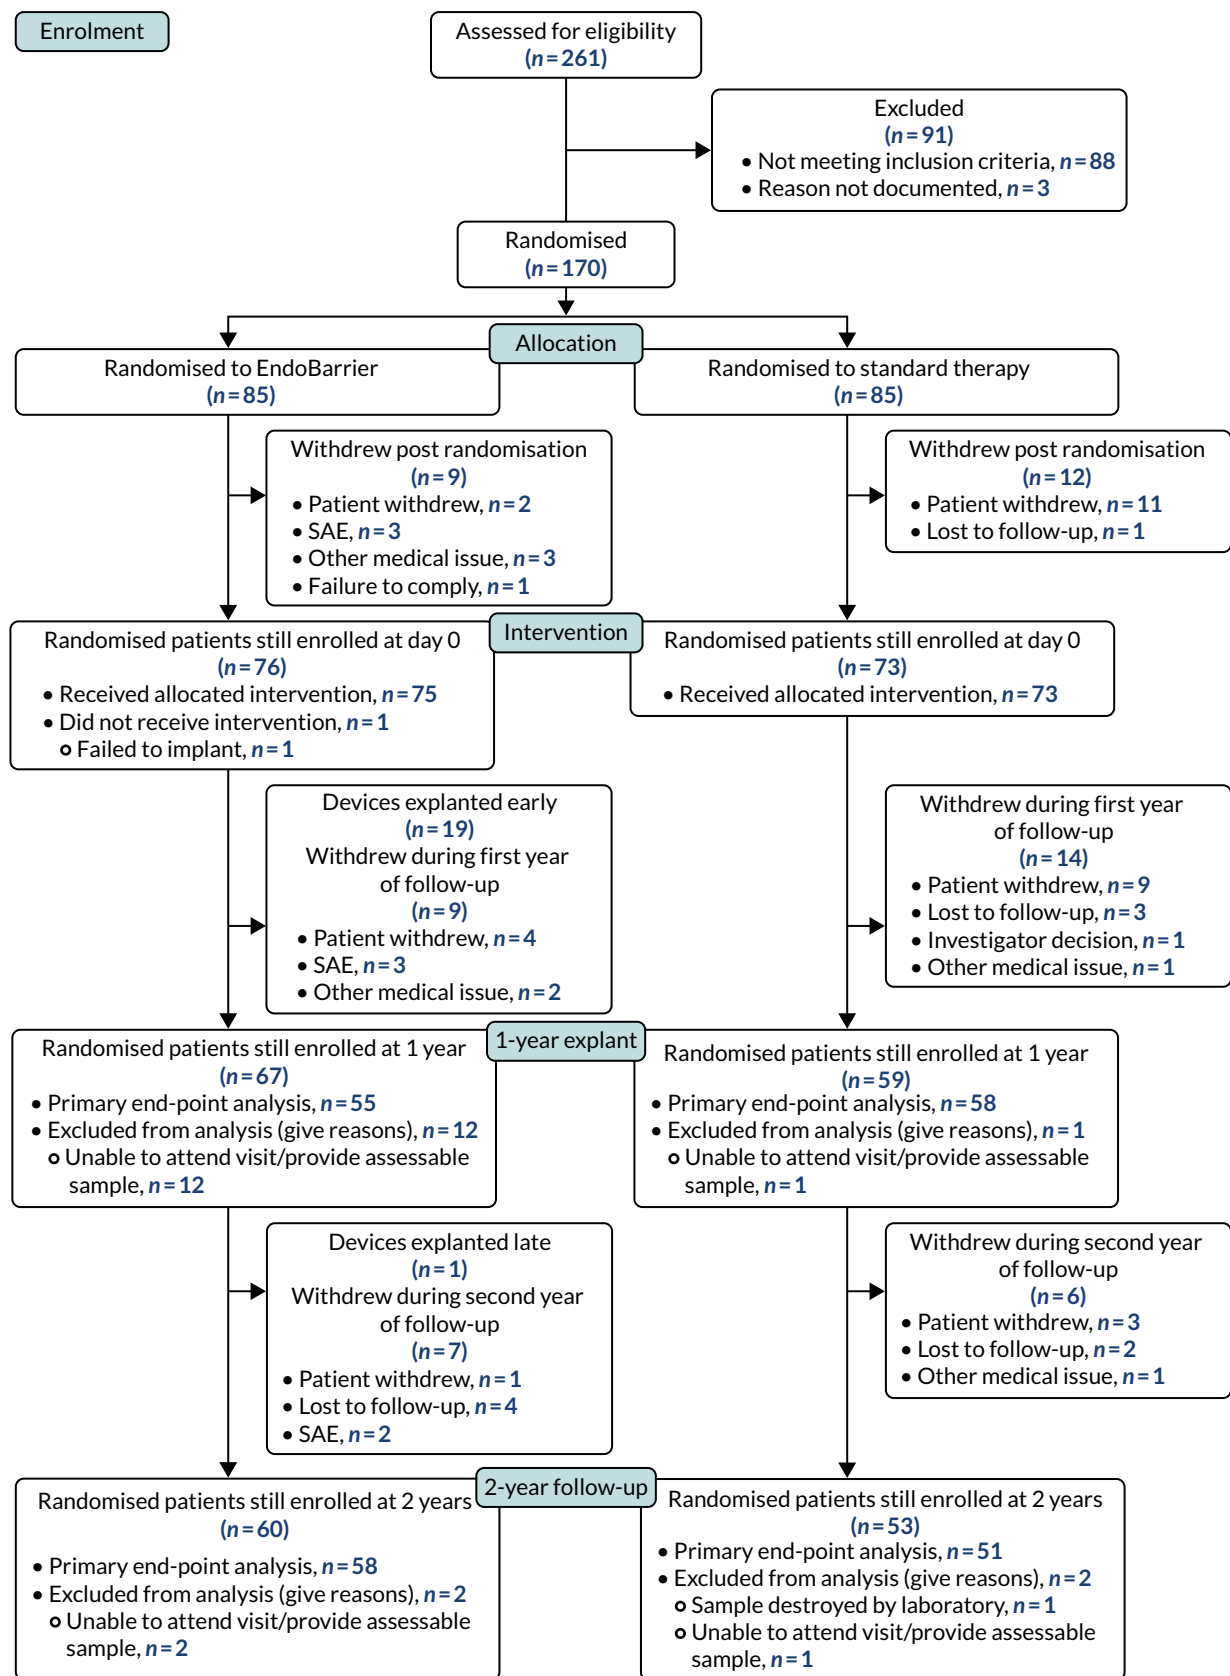 Enrolment
Assessed for eligibility
(n=261)
Excluded
(n=91)
• Not meeting inclusion criteria, n=88
• Reason not documented, n=3
Randomised
(n=170)
Allocation
Randomised to EndoBarrier
(n=85)
Randomised to standard therapy
(n=85)
Withdrew post randomisation
(n=9)
• Patient withdrew, n=2
• SAE, n=3
• Other medical issue, n=3
• Failure to comply, n=1
Withdrew post randomisation
(n=12)
• Patient withdrew, n=11
• Lost to follow-up, n=1
Intervention
Randomised patients still enrolled at day 0
(n=76)
• Received allocated intervention, n=75
• Did not receive intervention, n=1
o Failed to implant, n=1
Randomised patients still enrolled at day 0
(n=73)
• Received allocated intervention, n=73
Devices explanted early
(n=19)
Withdrew during first year
of follow-up
(n=9)
• Patient withdrew, n=4
• SAE, n=3
• Other medical issue, n=2
Withdrew during first year
of follow-up
(n=14)
• Patient withdrew, n=9
• Lost to follow-up, n=3
• Investigator decision, n=1
• Other medical issue, n=1
1-year explant
Randomised patients still enrolled at 1 year
(n=67)
• Primary end-point analysis, n=55
• Excluded from analysis (give reasons), n=12
o Unable to attend visit/provide assessable
sample, n=12
Randomised patients still enrolled at 1 year
(n=59)
• Primary end-point analysis, n=58
• Excluded from analysis (give reasons), n=1
o Unable to attend visit/provide assessable
sample, n=1
Devices explanted late
(n=1)
Withdrew during second year
of follow-up
(n=7)
• Patient withdrew, n=1
• Lost to follow-up, n=4
• SAE, n=2
Withdrew during second year
of follow-up
(n=6)
• Patient withdrew, n=3
• Lost to follow-up, n=2
• Other medical issue, n=1
2-year follow-up
Randomised patients still enrolled at 2 years
(n=60)
• Primary end-point analysis, n=58
• Excluded from analysis (give reasons), n=2
o Unable to attend visit/provide assessable
sample, n=2
Randomised patients still enrolled at 2 years
(n=53)
• Primary end-point analysis, n=51
• Excluded from analysis (give reasons), n=2
o Sample destroyed by laboratory, n=1
o Unable to attend visit/provide assessable
sample, n=1